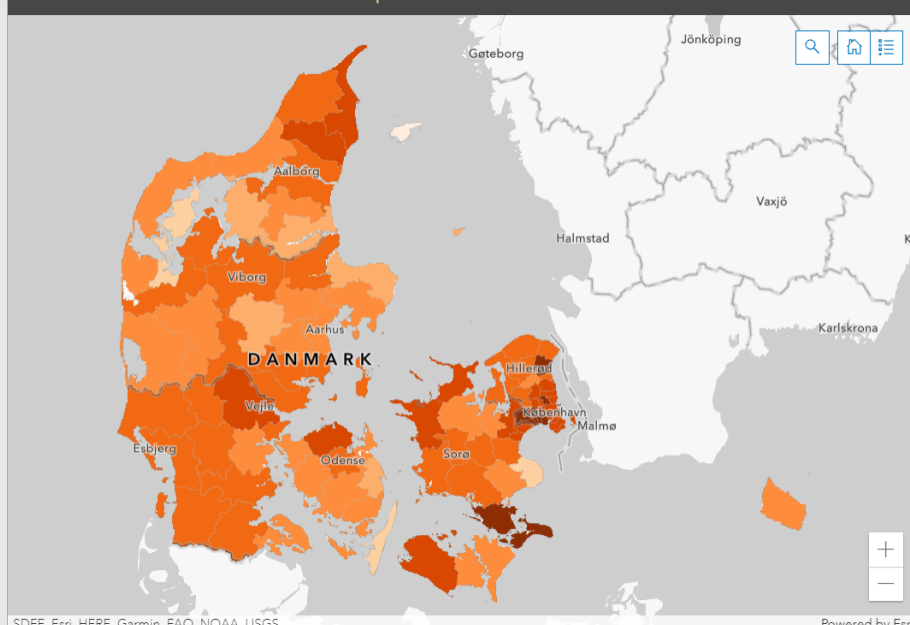 Jönköping
Gøteborg
Aalborg
Vaxjö
Halmstad
Viborg
Karlskrona
Aarhus
DANMARK
Hillerød
Vejle
København
Malmø
Esbjerg
Sorø
Odense
SDFE, Esri, HERE, Garmin, FAO, NOAA, USGS
Powered by Esri